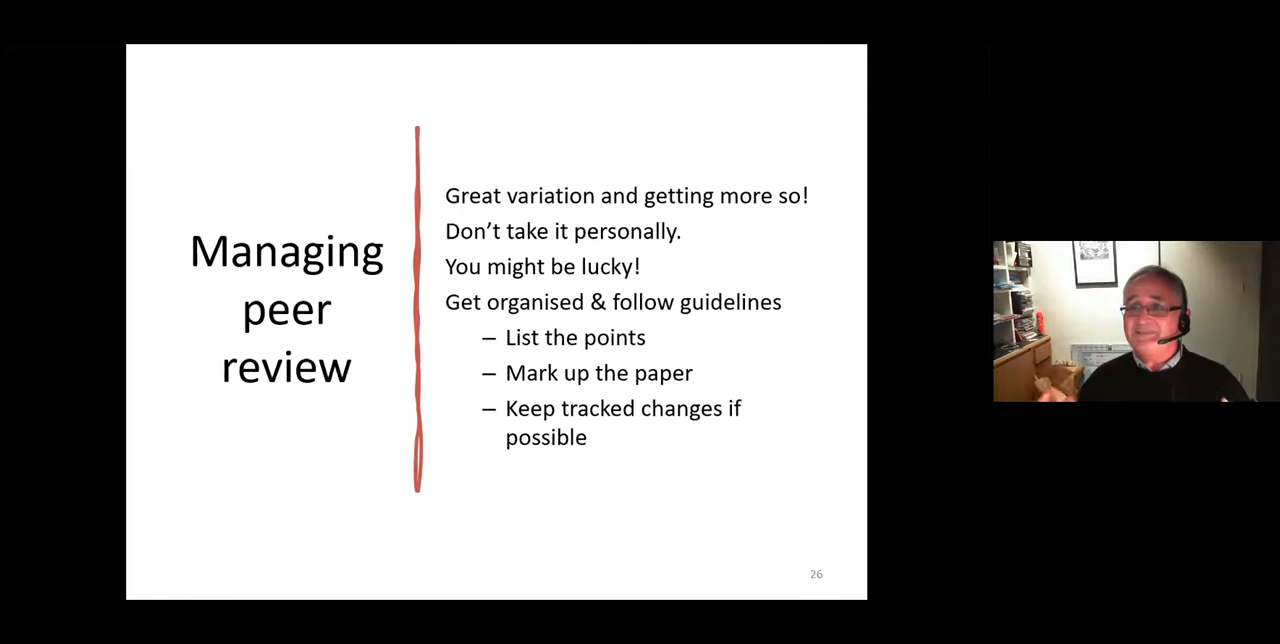 Managing
peer
review
Great variation and getting more so!
Don’t take it personally.
You might be lucky!
Get organised & follow guidelines
– List the points
– Mark up the paper
– Keep tracked changes if
possible
26